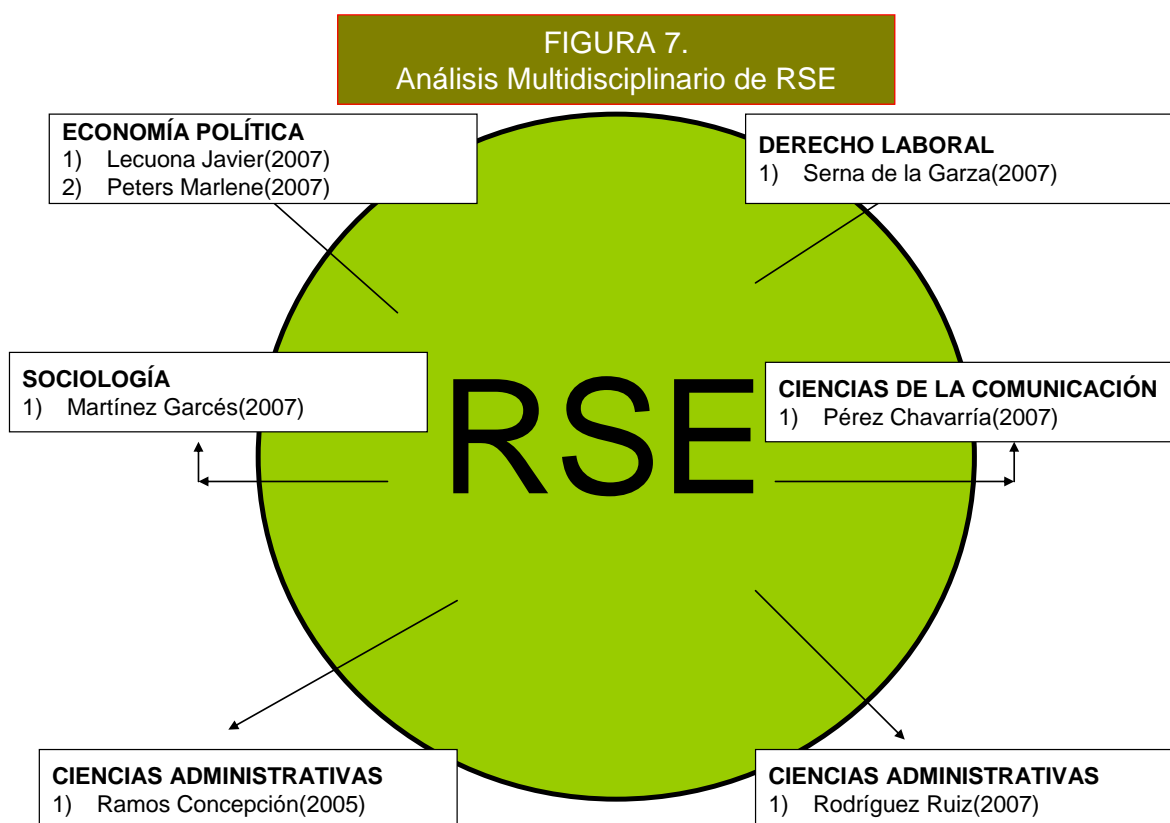 FIGURA 7.
Análisis Multidisciplinario de RSE
ECONOMÍA POLÍTICA
1) Lecuona Javier(2007)
2) Peters Marlene(2007)
DERECHO LABORAL
1) Serna de la Garza(2007)
SOCIOLOGÍA
1) Martínez Garcés(2007)
RSE
CIENCIAS DE LA COMUNICACIÓN
1) Pérez Chavarría(2007)
CIENCIAS ADMINISTRATIVAS
1) Ramos Concepción(2005)
CIENCIAS ADMINISTRATIVAS
1) Rodríguez Ruiz(2007)